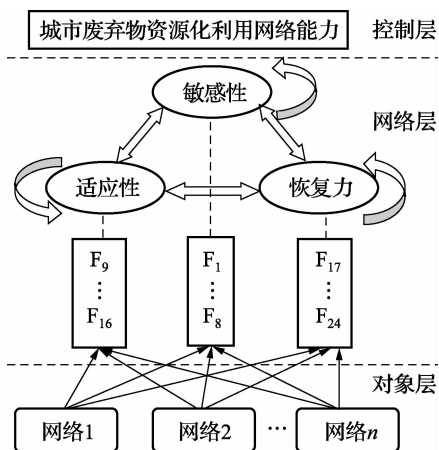 城市废弃物资源化利用网络能力 控制层
敏感性
网络层
适应性 恢复力
F9 F1 F17
⋮ ⋮ ⋮
F16 F8 F24
对象层
网络1 网络2 … 网络n